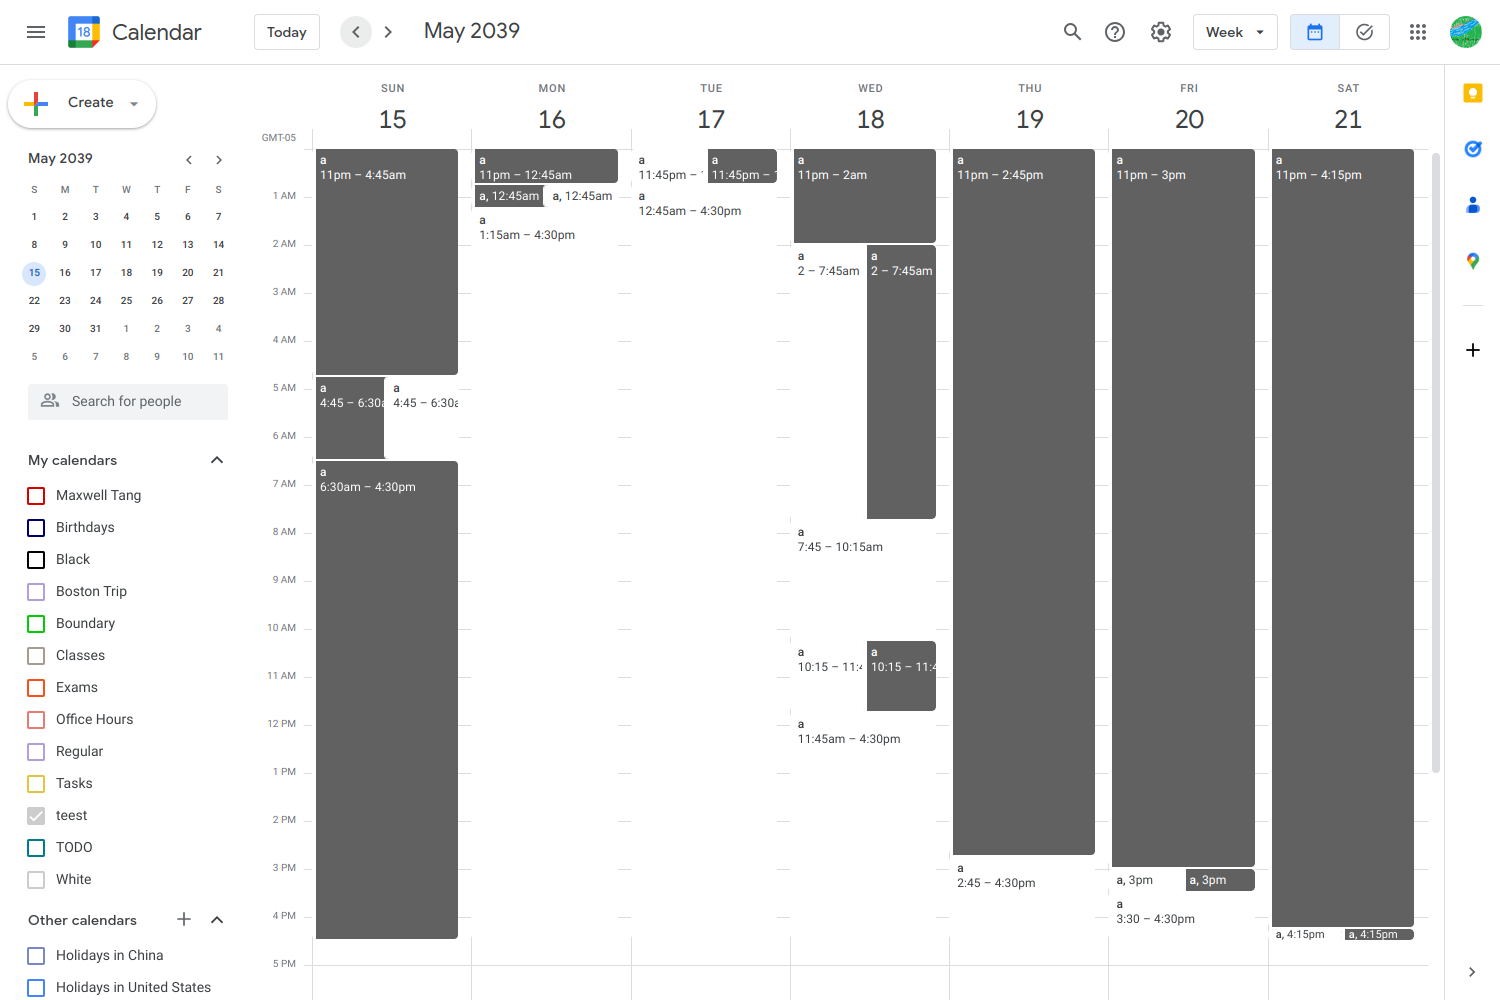 18 Calendar Today May 2039 Week
Create
May 2039
S M T W T F S
1 2 3 4 5 6 7
8 9 10 11 12 13 14
15 16 17 18 19 20 21
22 23 24 25 26 27 28
29 30 31 1 2 3 4
5 6 7 8 9 10 11
Search for people
My calendars
Maxwell Tang
Birthdays
Black
Boston Trip
Boundary
Classes
Exams
Office Hours
Regular
Tasks
teest
TODO
White
Other calendars
Holidays in China
Holidays in United States
SUN MON TUE WED THU FRI SAT
15 16 17 18 19 20 21
GMT-05
1 AM
2 AM
3 AM
4 AM
5 AM
6 AM
7 AM
8 AM
9 AM
10 AM
11 AM
12 PM
1 PM
2 PM
3 PM
4 PM
5 PM
a
11pm – 4:45am
a
4:45 – 6:30a
a
4:45 – 6:30a
a
6:30am – 4:30pm
a
11pm – 12:45am
a, 12:45am
a, 12:45am
a
1:15am – 4:30pm
a
11:45pm –
a
11:45pm –
a
12:45am – 4:30pm
a
11pm – 2am
a
2 – 7:45am
a
2 – 7:45am
a
7:45 – 10:15am
a
10:15 – 11:4
a
10:15 – 11:4
a
11:45am – 4:30pm
a
11pm – 2:45pm
a
2:45 – 4:30pm
a
11pm – 3pm
a, 3pm
a, 3pm
a
3:30 – 4:30pm
a
11pm – 4:15pm
a, 4:15pm
a, 4:15pm